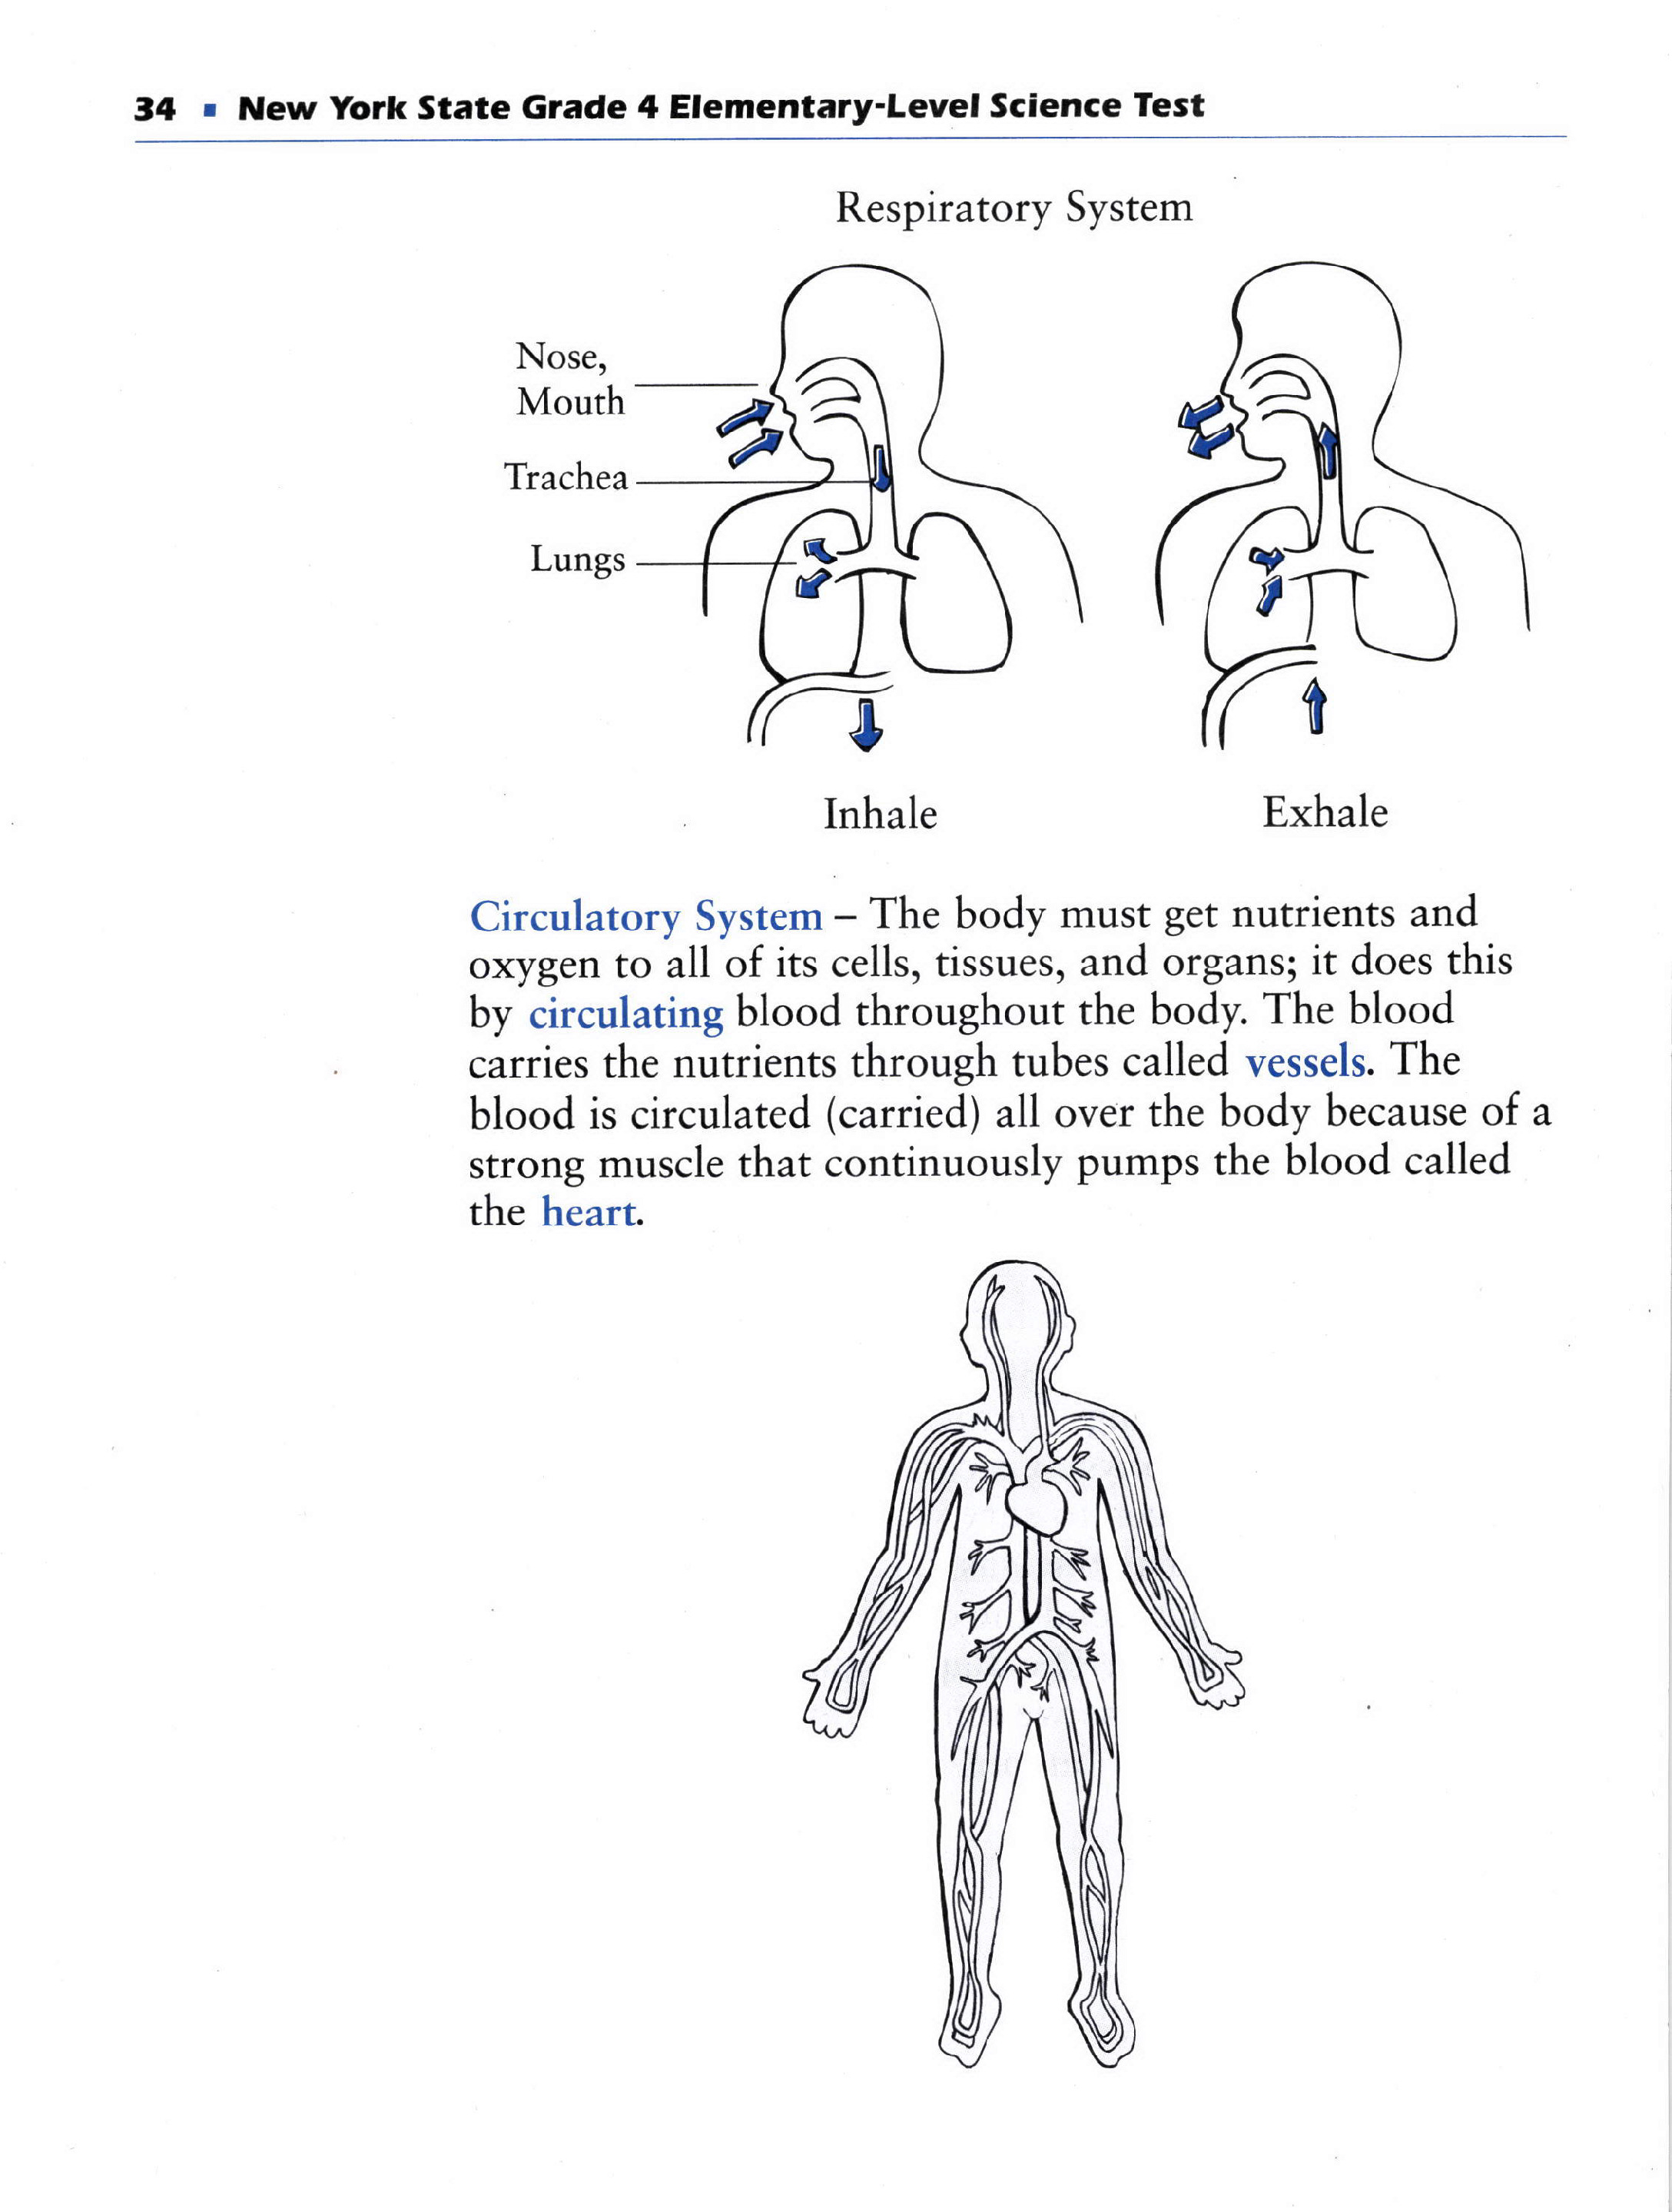 34 ▪ New York State Grade 4 Elementary-Level Science Test
Respiratory System
Nose,
Mouth
Trachea
Lungs
Inhale
Exhale
Circulatory System – The body must get nutrients and
oxygen to all of its cells, tissues, and organs; it does this
by circulating blood throughout the body. The blood
carries the nutrients through tubes called vessels. The
blood is circulated (carried) all over the body because of a
strong muscle that continuously pumps the blood called
the heart.